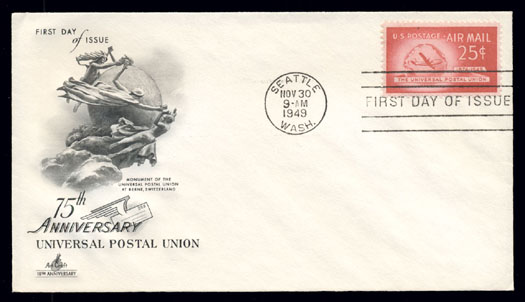 FIRST DAY
of ISSUE
MONUMENT OF THE
UNIVERSAL POSTAL UNION
AT BERNE, SWITZERLAND
75th
ANNIVERSARY
UNIVERSAL POSTAL UNION
ArtCraft
10TH ANNIVERSARY
SEATTLE
NOV 30
9-AM
1949
WASH.
U.S. POSTAGE - AIR MAIL
25¢
1874-1949
THE UNIVERSAL POSTAL UNION
FIRST DAY OF ISSUE